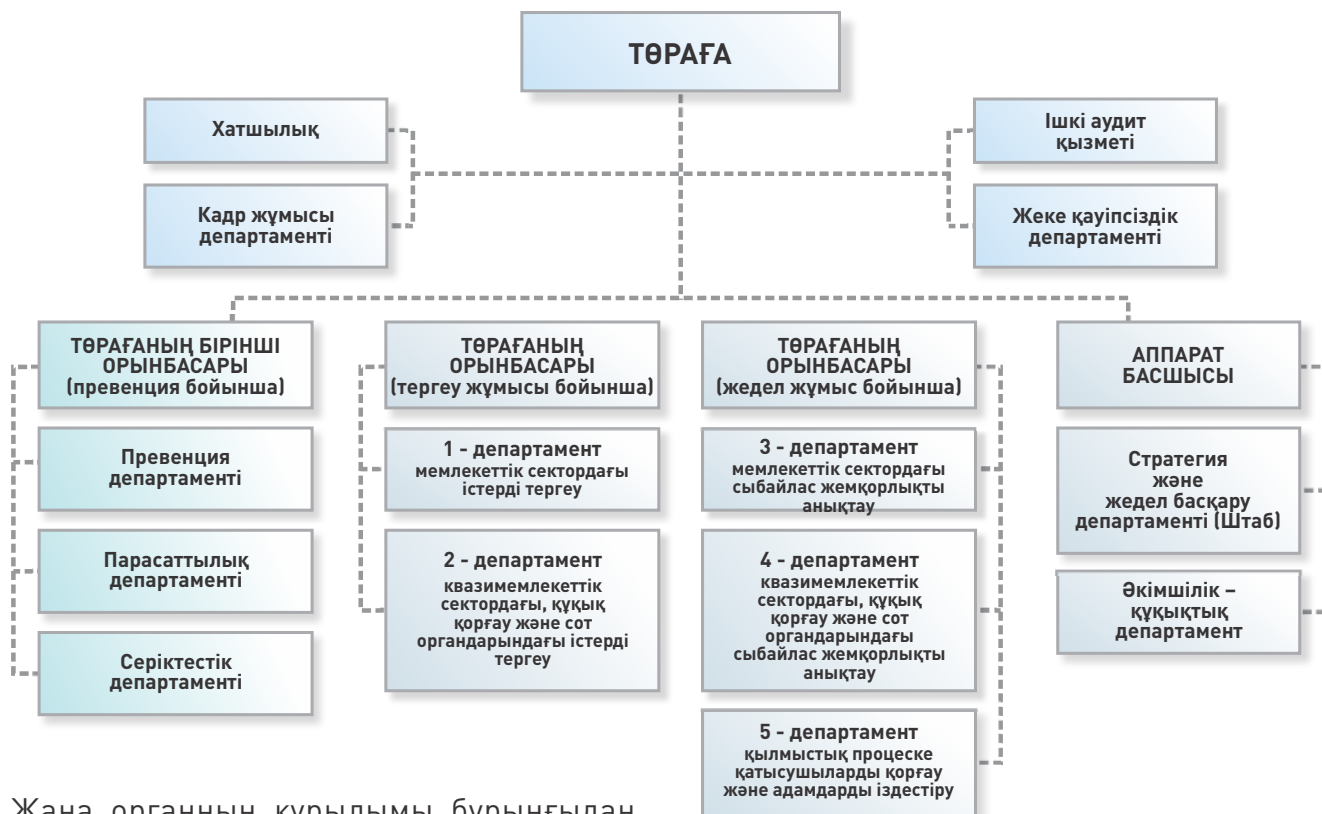 ТӨРАҒА
Хатшылық
Ішкі аудит
қызметі
Кадр жұмысы
департаменті
Жеке қауіпсіздік
департаменті
ТӨРАҒАНЫҢ БІРІНШІ
ОРЫНБАСАРЫ
(превенция бойынша)
Превенция
департаменті
Парасаттылық
департаменті
Серіктестік
департаменті
ТӨРАҒАНЫҢ
ОРЫНБАСАРЫ
(тергеу жұмысы бойынша)
1 - департамент
мемлекеттік сектордағы
істерді тергеу
2 - департамент
квазимемлекеттік
сектордағы, құқық
қорғау және сот
органдарындағы істерді
тергеу
ТӨРАҒАНЫҢ
ОРЫНБАСАРЫ
(жедел жұмыс бойынша)
3 - департамент
мемлекеттік сектордағы
сыбайлас жемқорлықты
анықтау
4 - департамент
квазимемлекеттік
сектордағы, құқық
қорғау және сот
органдарындағы
сыбайлас жемқорлықты
анықтау
5 - департамент
қылмыстық процеске
қатысушыларды қорғау
және адамдарды іздестіру
АППАРАТ
БАСШЫСЫ
Стратегия
және
жедел басқару
департаменті (Штаб)
Әкімшілік –
құқықтық
департамент
Жаңа органның құрылымы бұрынғыдан